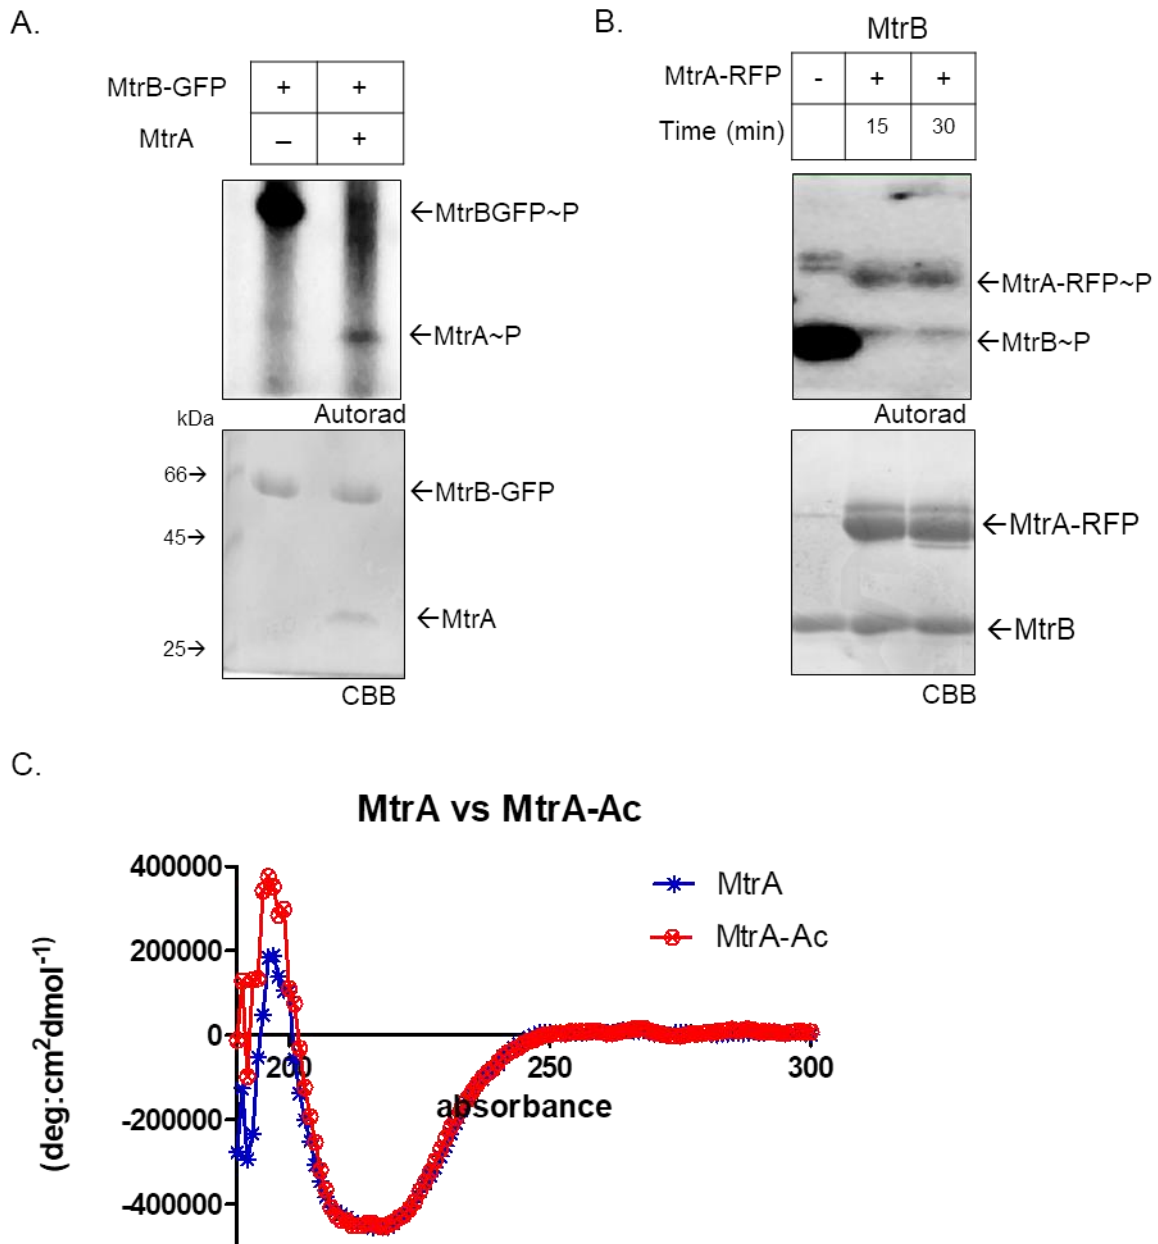 A.
MtrB-GFP + +
MtrA – +
←MtrBGFP~P
←MtrA~P
Autorad
kDa
66→
←MtrB-GFP
45→
←MtrA
25→
CBB
B.
MtrB
MtrA-RFP - + +
Time (min) 15 30
←MtrA-RFP~P
←MtrB~P
Autorad
←MtrA-RFP
←MtrB
CBB
C.
MtrA vs MtrA-Ac
400000
200000
0
-200000
-400000
(deg:cm²dmol⁻¹)
200 250 300
absorbance
MtrA
MtrA-Ac